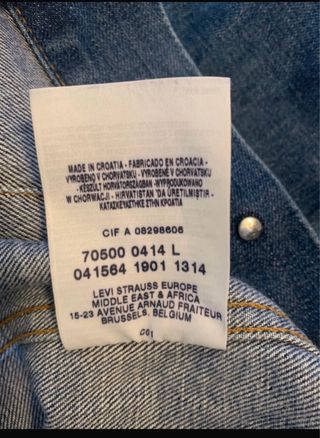 MADE IN CROATIA - FABRICADO EN CROACIA
VYROBENO V CHORVATSKU - VYROBENÉ V CHORVATSKU
- KÉSZÜLT HORVÁTORSZÁGBAN - WYPRODUKOWANO
W CHORWACJI - HIRVATISTAN 'DA ÜRETILMIŞTIR -
ΚΑΤΑΣΚΕΥΑΣΤΗΚΕ ΣΤΗΝ ΚΡΟΑΤΙΑ
CIF A 08298606
70500 0414 L
041564 1901 1314
LEVI STRAUSS EUROPE
MIDDLE EAST & AFRICA
15-23 AVENUE ARNAUD FRAITEUR
BRUSSELS, BELGIUM
C01